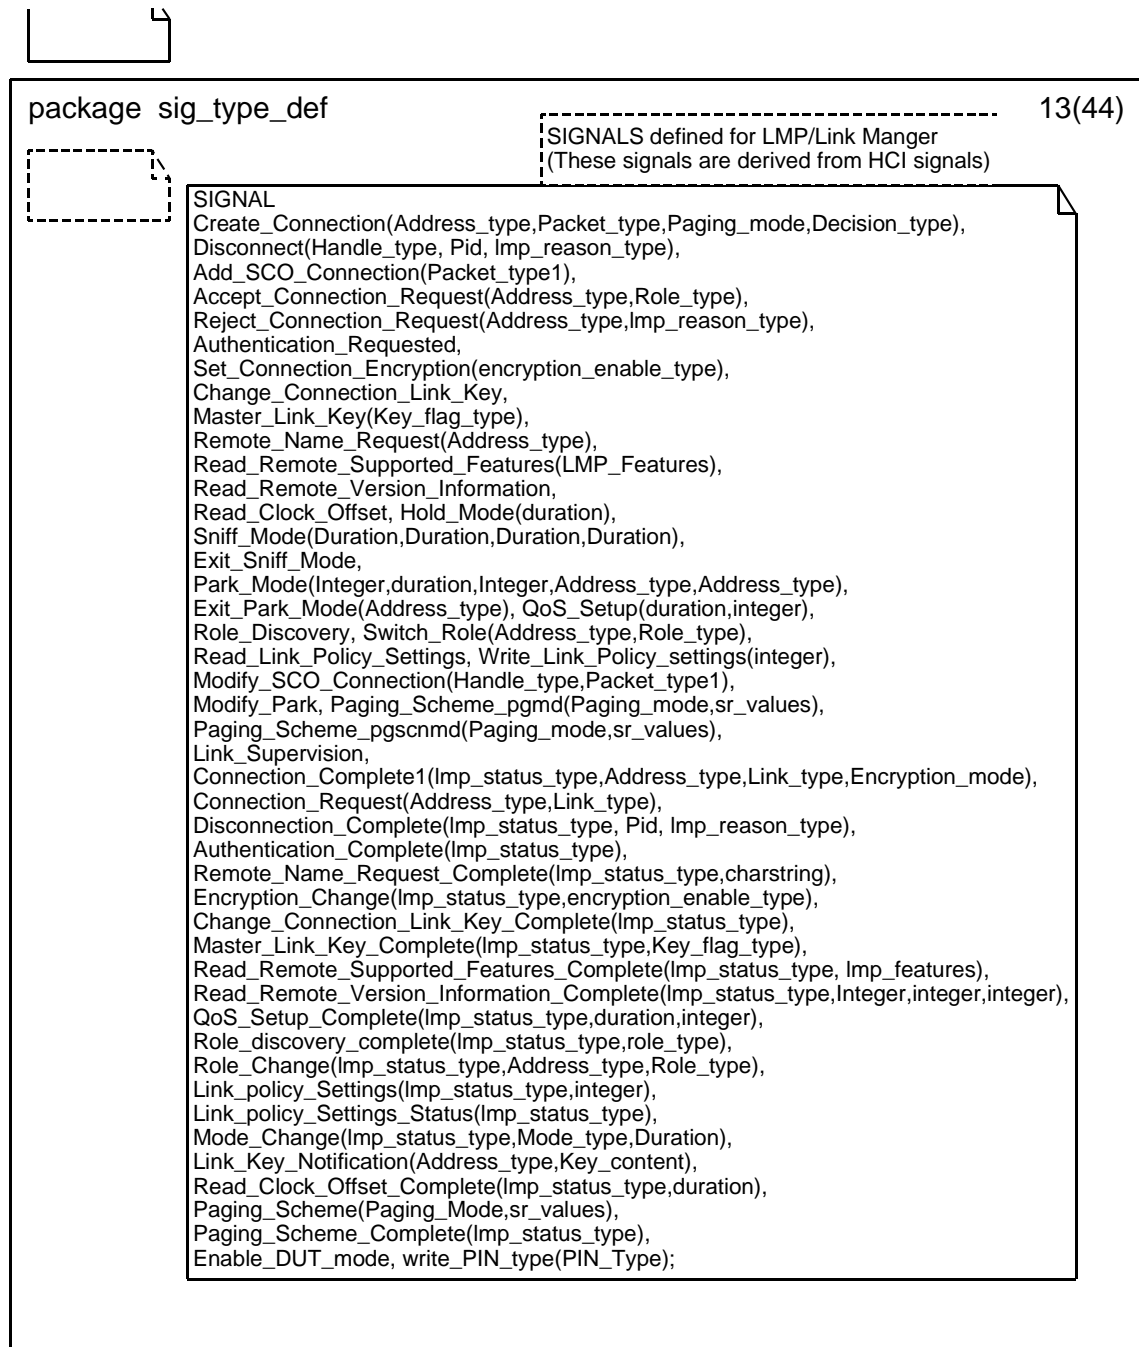 package sig_type_def
13(44)
SIGNALS defined for LMP/Link Manger
(These signals are derived from HCI signals)
SIGNAL
Create_Connection(Address_type,Packet_type,Paging_mode,Decision_type),
Disconnect(Handle_type, Pid, lmp_reason_type),
Add_SCO_Connection(Packet_type1),
Accept_Connection_Request(Address_type,Role_type),
Reject_Connection_Request(Address_type,lmp_reason_type),
Authentication_Requested,
Set_Connection_Encryption(encryption_enable_type),
Change_Connection_Link_Key,
Master_Link_Key(Key_flag_type),
Remote_Name_Request(Address_type),
Read_Remote_Supported_Features(LMP_Features),
Read_Remote_Version_Information,
Read_Clock_Offset, Hold_Mode(duration),
Sniff_Mode(Duration,Duration,Duration,Duration),
Exit_Sniff_Mode,
Park_Mode(Integer,duration,Integer,Address_type,Address_type),
Exit_Park_Mode(Address_type), QoS_Setup(duration,integer),
Role_Discovery, Switch_Role(Address_type,Role_type),
Read_Link_Policy_Settings, Write_Link_Policy_settings(integer),
Modify_SCO_Connection(Handle_type,Packet_type1),
Modify_Park, Paging_Scheme_pgmd(Paging_mode,sr_values),
Paging_Scheme_pgscnmd(Paging_mode,sr_values),
Link_Supervision,
Connection_Complete1(lmp_status_type,Address_type,Link_type,Encryption_mode),
Connection_Request(Address_type,Link_type),
Disconnection_Complete(lmp_status_type, Pid, lmp_reason_type),
Authentication_Complete(lmp_status_type),
Remote_Name_Request_Complete(lmp_status_type,charstring),
Encryption_Change(lmp_status_type,encryption_enable_type),
Change_Connection_Link_Key_Complete(lmp_status_type),
Master_Link_Key_Complete(lmp_status_type,Key_flag_type),
Read_Remote_Supported_Features_Complete(lmp_status_type, lmp_features),
Read_Remote_Version_Information_Complete(lmp_status_type,Integer,integer,integer),
QoS_Setup_Complete(lmp_status_type,duration,integer),
Role_discovery_complete(lmp_status_type,role_type),
Role_Change(lmp_status_type,Address_type,Role_type),
Link_policy_Settings(lmp_status_type,integer),
Link_policy_Settings_Status(lmp_status_type),
Mode_Change(lmp_status_type,Mode_type,Duration),
Link_Key_Notification(Address_type,Key_content),
Read_Clock_Offset_Complete(lmp_status_type,duration),
Paging_Scheme(Paging_Mode,sr_values),
Paging_Scheme_Complete(lmp_status_type),
Enable_DUT_mode, write_PIN_type(PIN_Type);